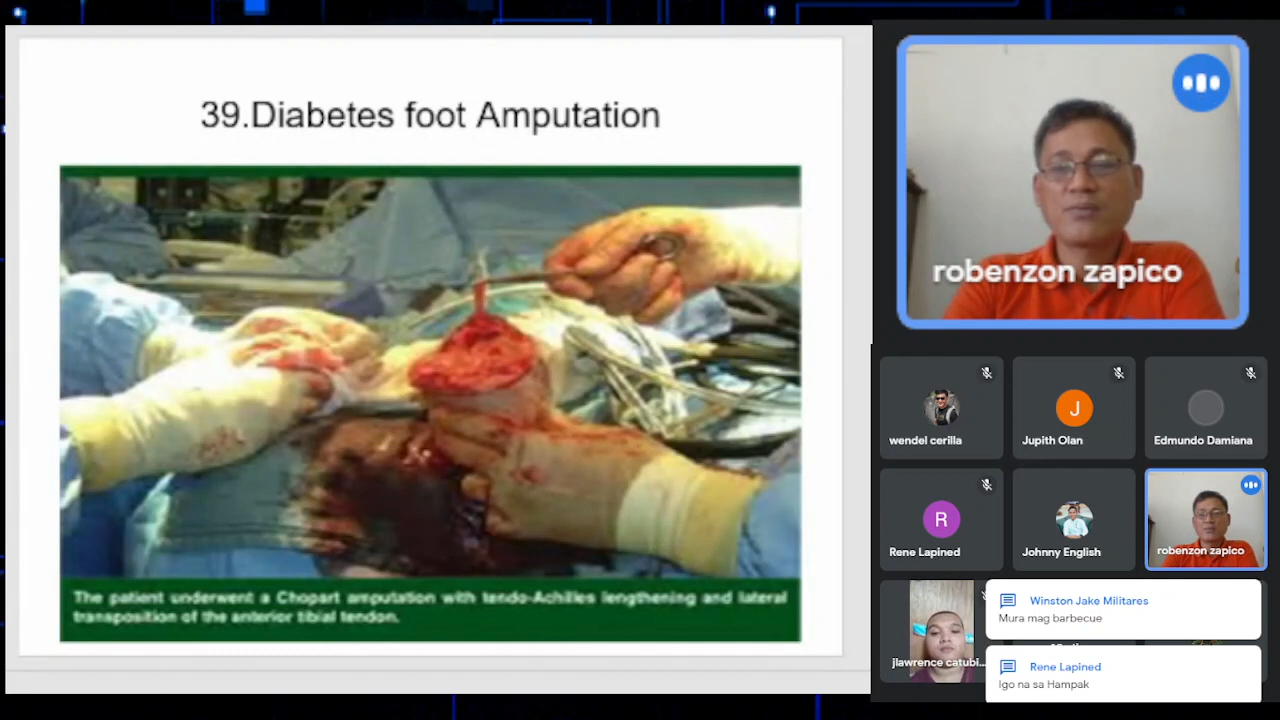 39.Diabetes foot Amputation
The patient underwent a Chopart amputation with tendo-Achilles lengthening and lateral
transposition of the anterior tibial tendon.
robenzon zapico
wendel cerilla
J
Jupith Olan
Edmundo Damiana
R
Rene Lapined
Johnny English
robenzon zapico
jlawrence catubi...
Winston Jake Militares
Mura mag barbecue
Rene Lapined
Igo na sa Hampak